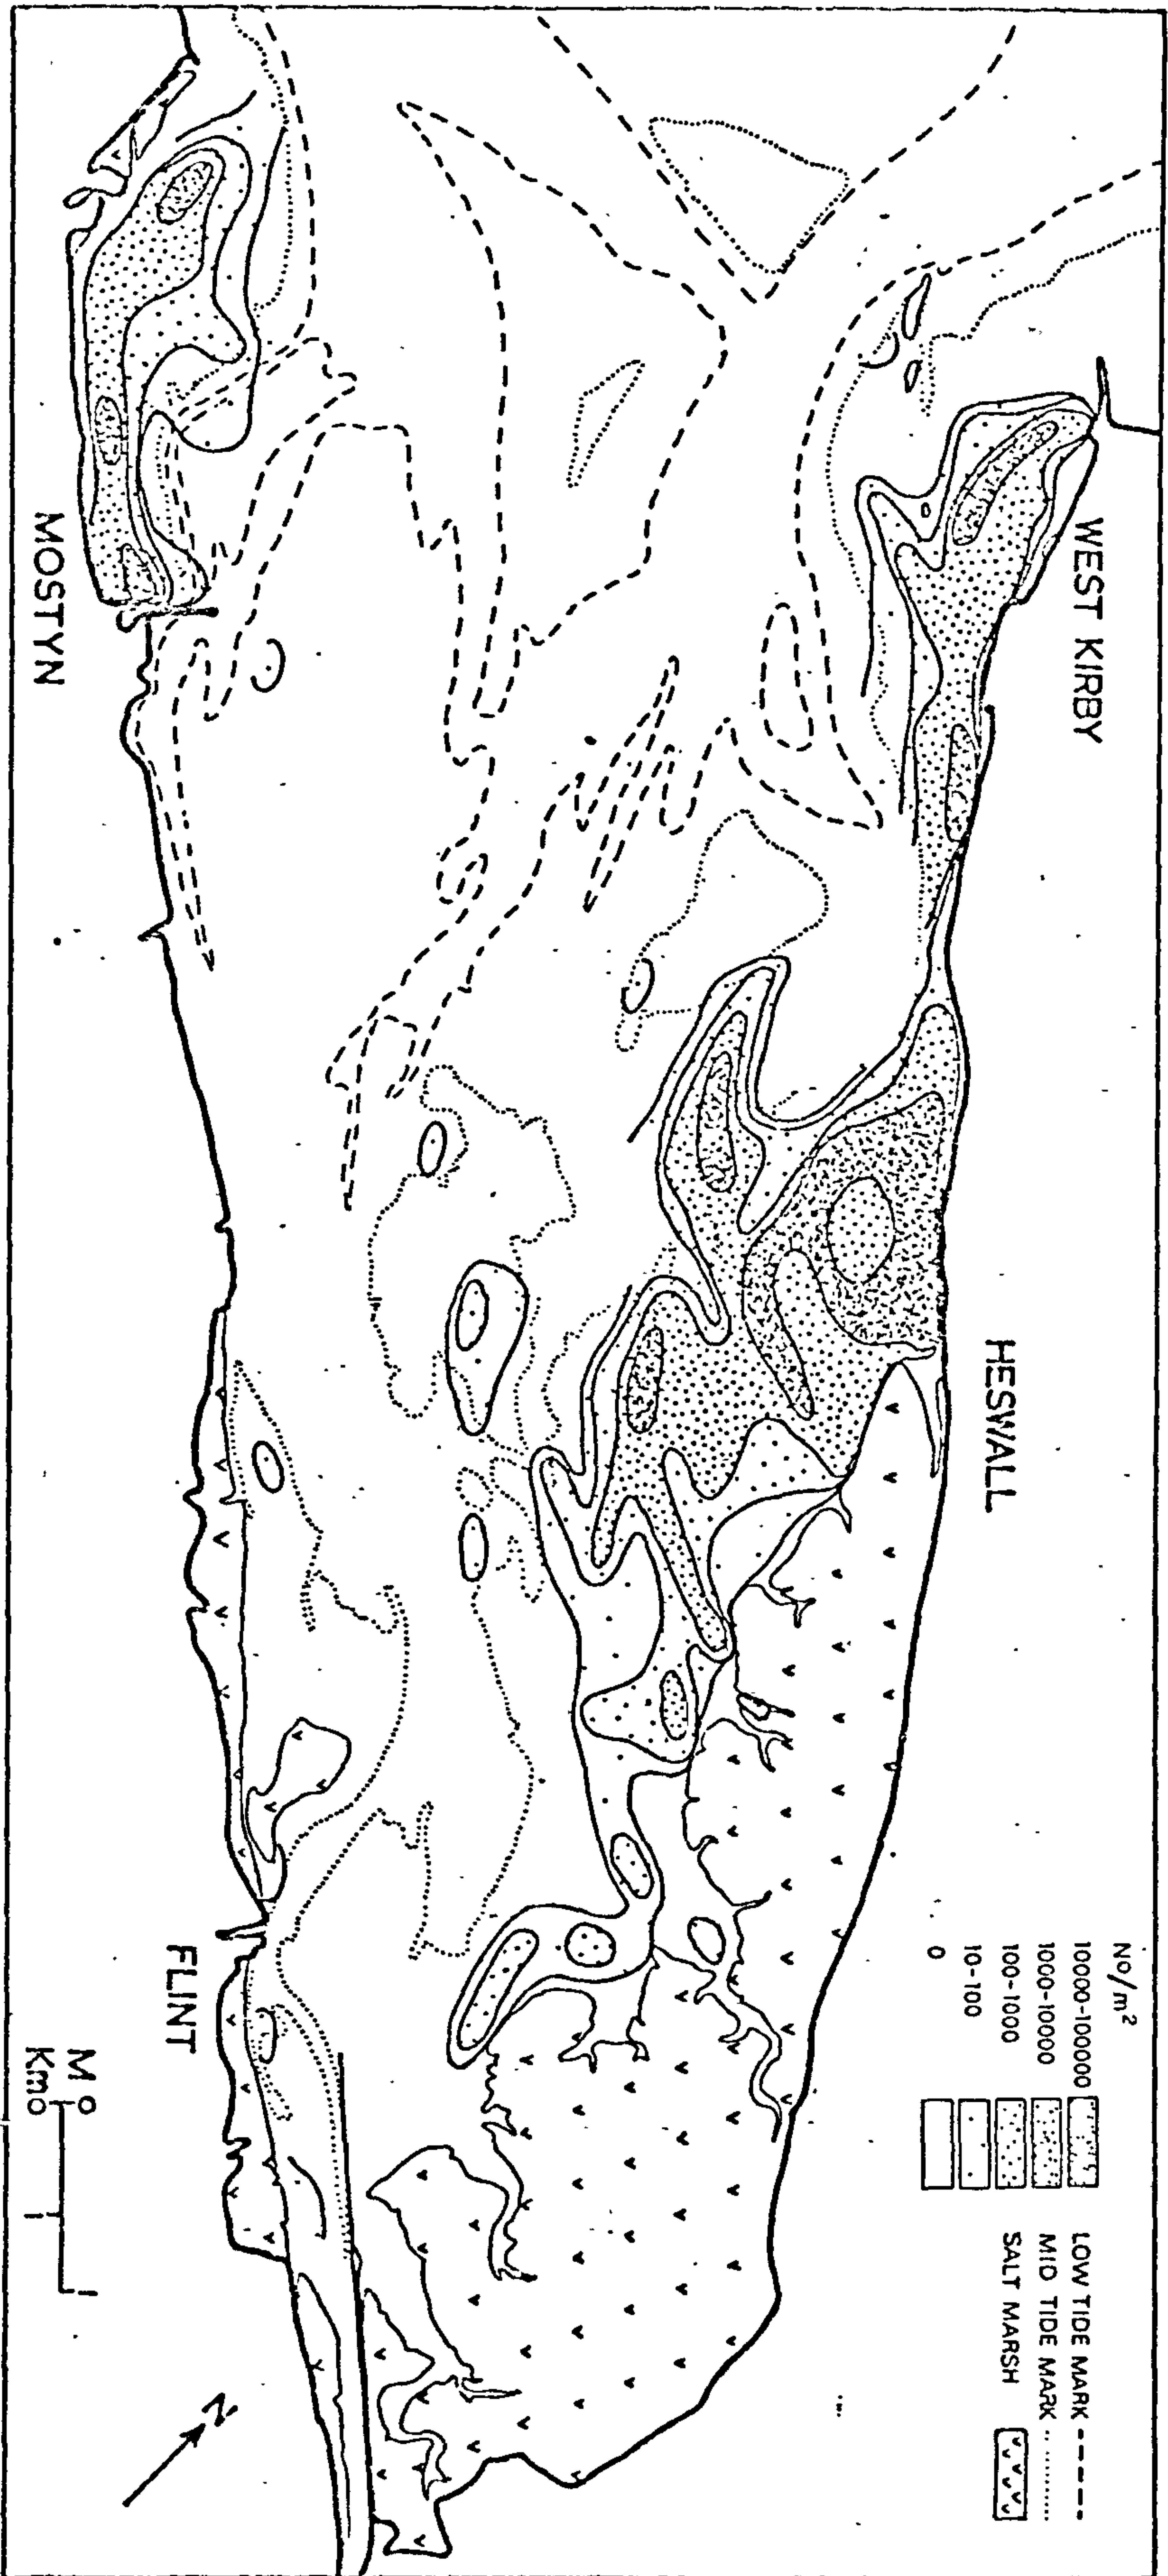 WEST KIRBY
HESWALL
MOSTYN
FLINT
No/m²
10000-100000
1000-10000
100-1000
10-100
0
LOW TIDE MARK
MID TIDE MARK
SALT MARSH
M 0 1
Km 0 1
N